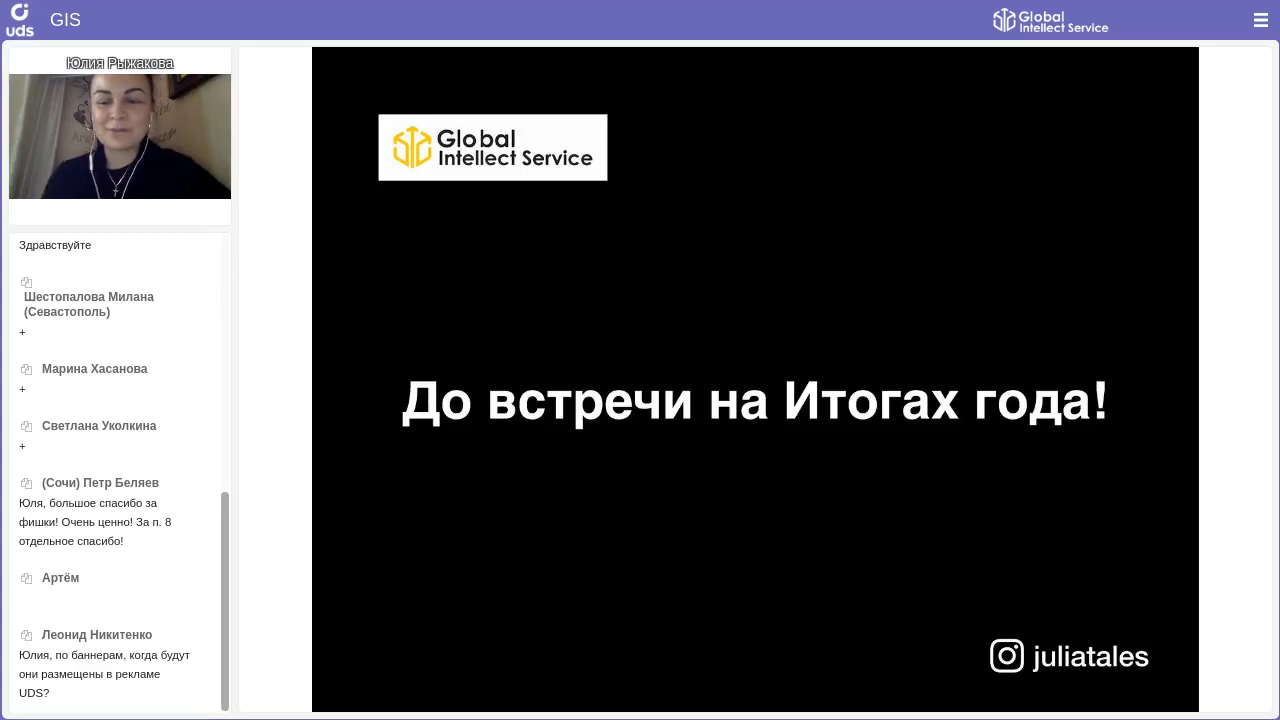 uds
GIS
Global
Intellect Service
Юлия Рыжакова
Здравствуйте
Шестопалова Милана
(Севастополь)
+
Марина Хасанова
+
Светлана Уколкина
+
(Сочи) Петр Беляев
Юля, большое спасибо за
фишки! Очень ценно! За п. 8
отдельное спасибо!
Артём
Леонид Никитенко
Юлия, по баннерам, когда будут
они размещены в рекламе
UDS?
Global
Intellect Service
До встречи на Итогах года!
juliatales